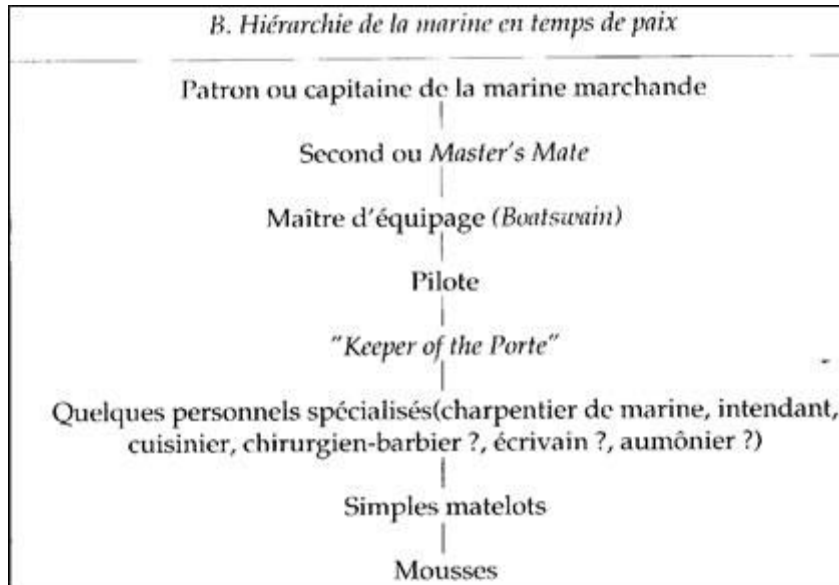 B. Hiérarchie de la marine en temps de paix
Patron ou capitaine de la marine marchande
Second ou Master's Mate
Maître d'équipage (Boatswain)
Pilote
"Keeper of the Porte"
Quelques personnels spécialisés(charpentier de marine, intendant,
cuisinier, chirurgien-barbier ?, écrivain ?, aumônier ?)
Simples matelots
Mousses